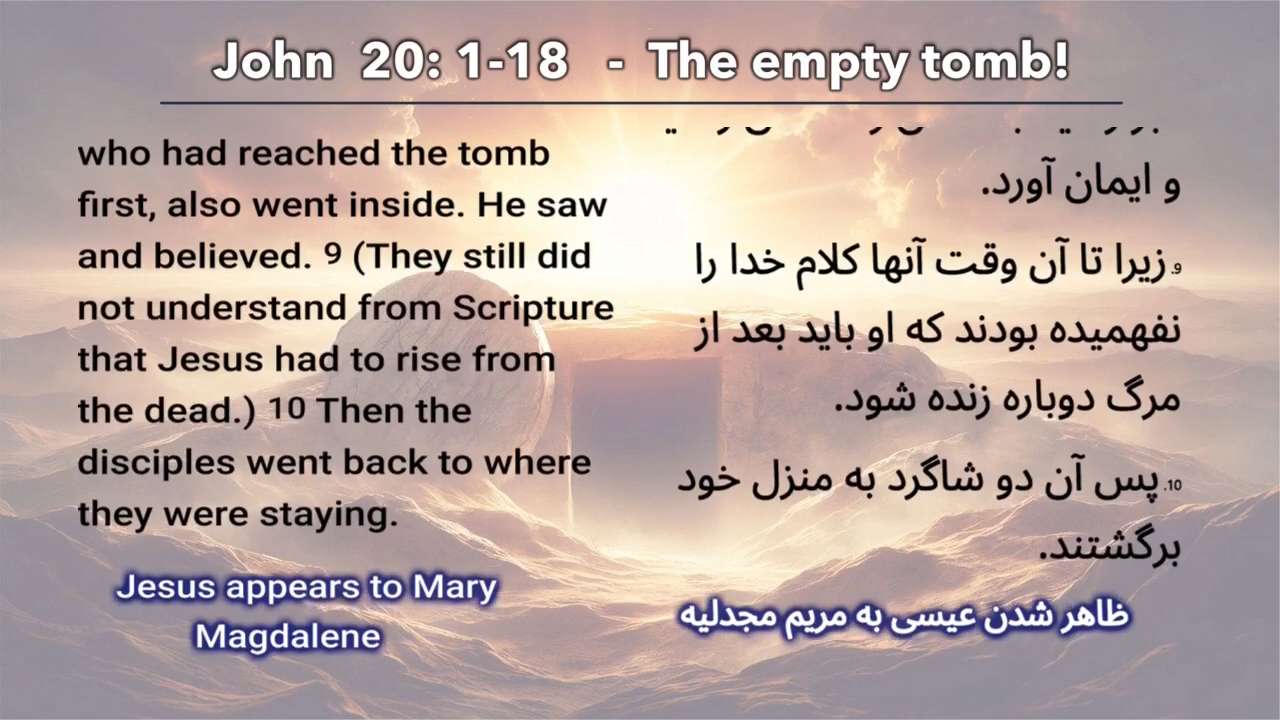 John 20: 1-18 - The empty tomb!
who had reached the tomb
first, also went inside. He saw
and believed. 9 (They still did
not understand from Scripture
that Jesus had to rise from
the dead.) 10 Then the
disciples went back to where
they were staying.
Jesus appears to Mary
Magdalene
و ایمان آورد.
9. زیرا تا آن وقت آنها کلام خدا را
نفهمیده بودند که او باید بعد از
مرگ دوباره زنده شود.
10. پس آن دو شاگرد به منزل خود
برگشتند.
ظاهر شدن عیسی به مریم مجدلیه